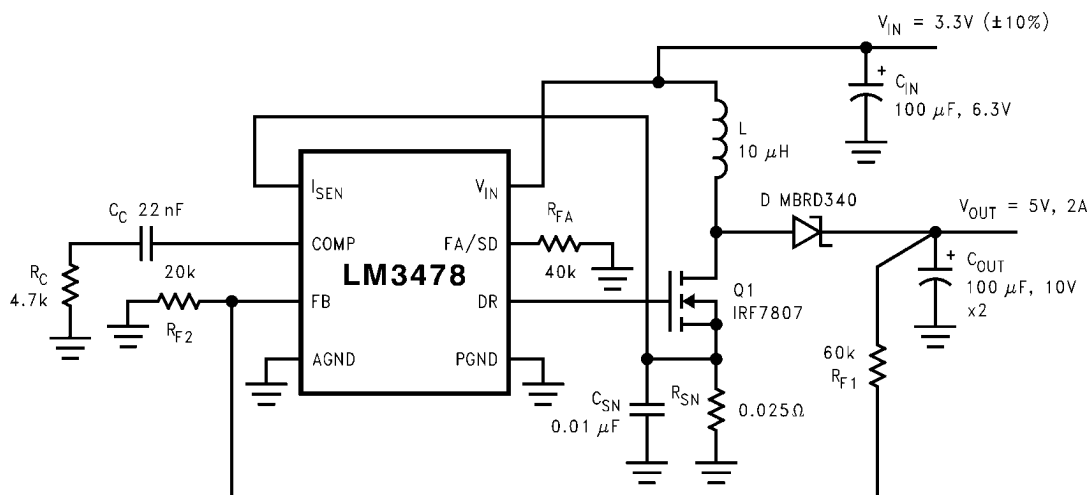 V_IN = 3.3V (±10%)
+
C_IN
100 μF, 6.3V
L
10 μH
I_SEN
V_IN
C_C 22 nF
R_FA
D MBRD340
V_OUT = 5V, 2A
COMP
FA/SD
+
C_OUT
100 μF, 10V
x2
R_C
4.7k
20k
LM3478
40k
FB
DR
Q1
IRF7807
R_F2
AGND
PGND
60k
R_F1
C_SN
0.01 μF
R_SN
0.025Ω